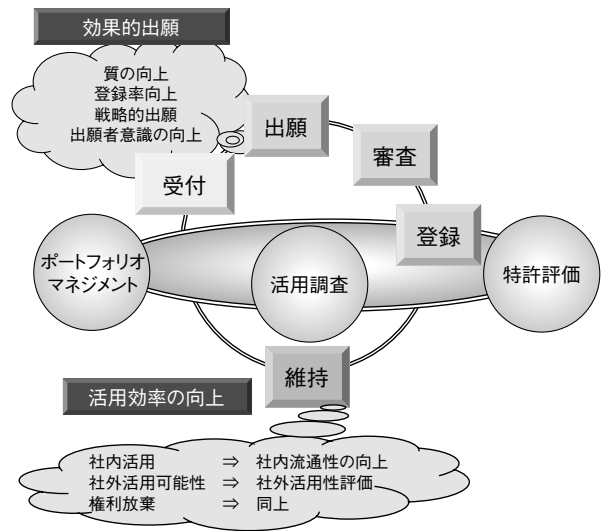 効果的出願
質の向上
登録率向上
戦略的出願
出願者意識の向上
出願
審査
受付
登録
ポートフォリオ
マネジメント
活用調査
特許評価
維持
活用効率の向上
社内活用 ⇒ 社内流通性の向上
社外活用可能性 ⇒ 社外活用性評価
権利放棄 ⇒ 同上